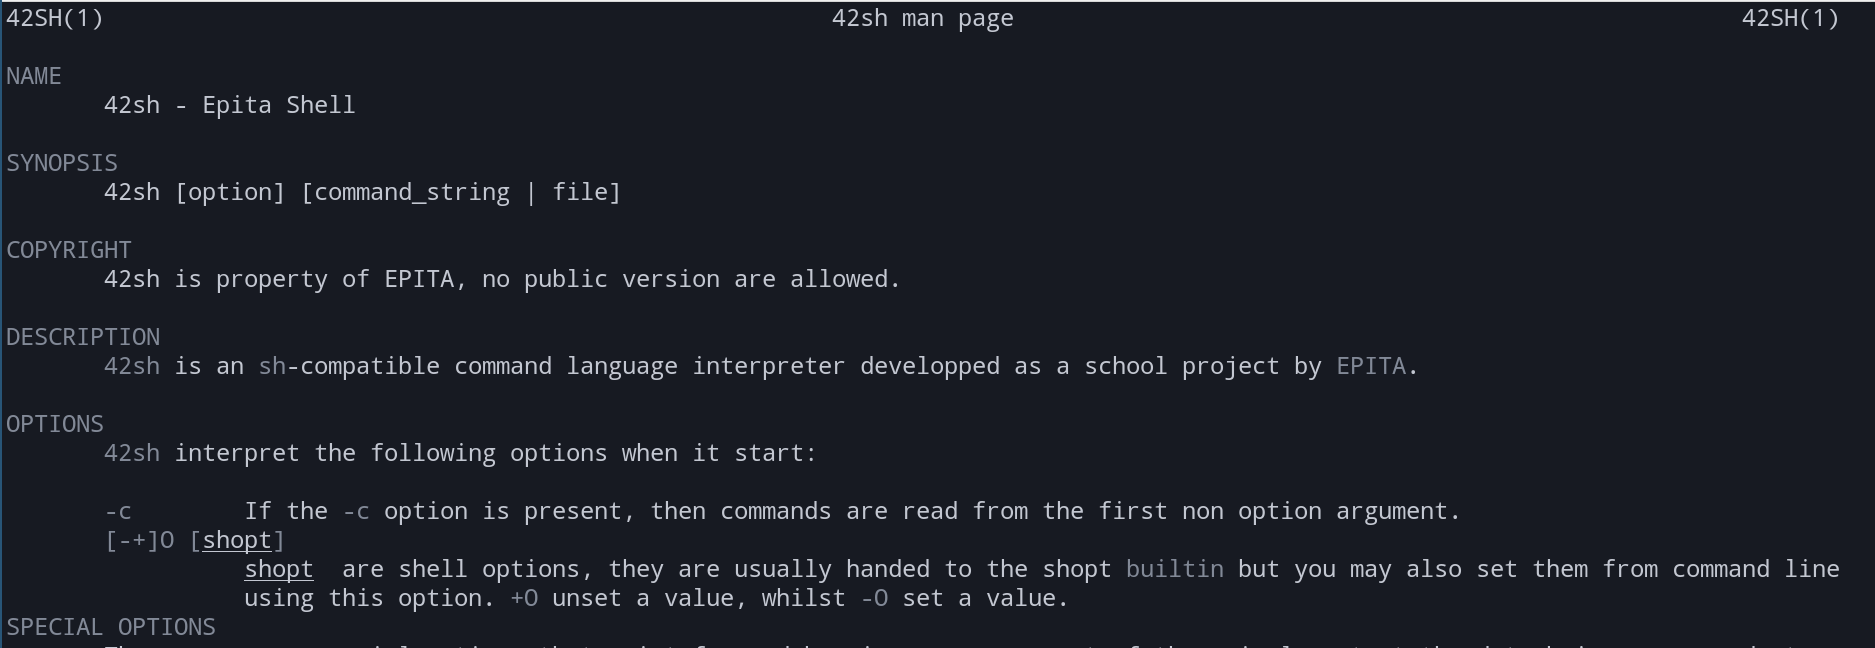 42SH(1) 42sh man page 42SH(1)
NAME
42sh - Epita Shell
SYNOPSIS
42sh [option] [command_string | file]
COPYRIGHT
42sh is property of EPITA, no public version are allowed.
DESCRIPTION
42sh is an sh-compatible command language interpreter developped as a school project by EPITA.
OPTIONS
42sh interpret the following options when it start:
-c If the -c option is present, then commands are read from the first non option argument.
[-+]O [shopt]
shopt are shell options, they are usually handed to the shopt builtin but you may also set them from command line
using this option. +O unset a value, whilst -O set a value.
SPECIAL OPTIONS